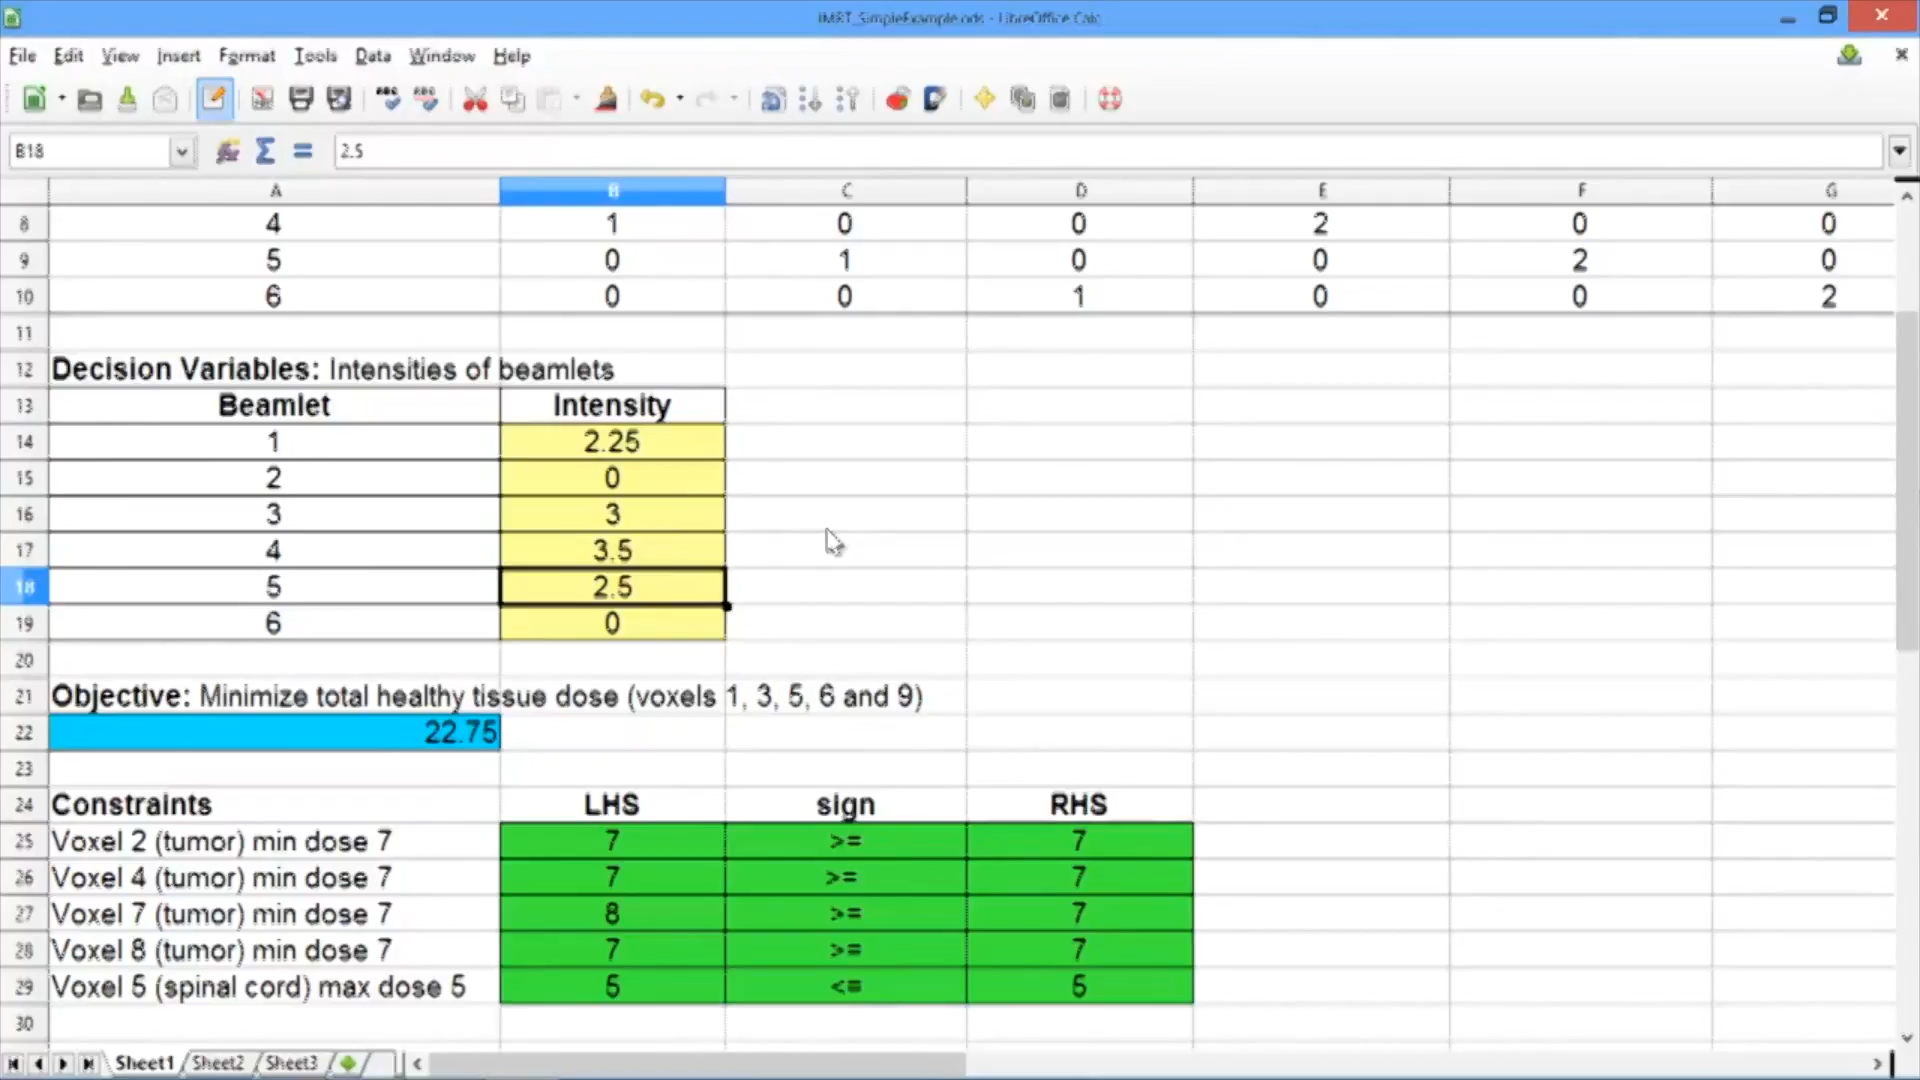 IMRT_SimpleExample.ods - LibreOffice Calc
File Edit View Insert Format Tools Data Window Help
B18 2.5
A B C D E F G
8 4 1 0 0 2 0 0
9 5 0 1 0 0 2 0
10 6 0 0 1 0 0 2
11
12 Decision Variables: Intensities of beamlets
13 Beamlet Intensity
14 1 2.25
15 2 0
16 3 3
17 4 3.5
18 5 2.5
19 6 0
20
21 Objective: Minimize total healthy tissue dose (voxels 1, 3, 5, 6 and 9)
22 22.75
23
24 Constraints LHS sign RHS
25 Voxel 2 (tumor) min dose 7 7 >= 7
26 Voxel 4 (tumor) min dose 7 7 >= 7
27 Voxel 7 (tumor) min dose 7 8 >= 7
28 Voxel 8 (tumor) min dose 7 7 >= 7
29 Voxel 5 (spinal cord) max dose 5 5 <= 5
30
Sheet1 Sheet2 Sheet3